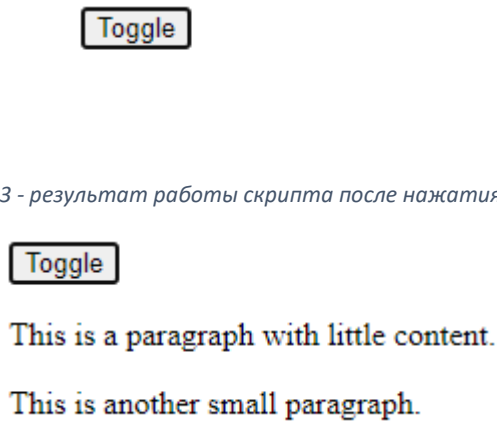 Toggle
3 - результат работы скрипта после нажатия
Toggle
This is a paragraph with little content.
This is another small paragraph.